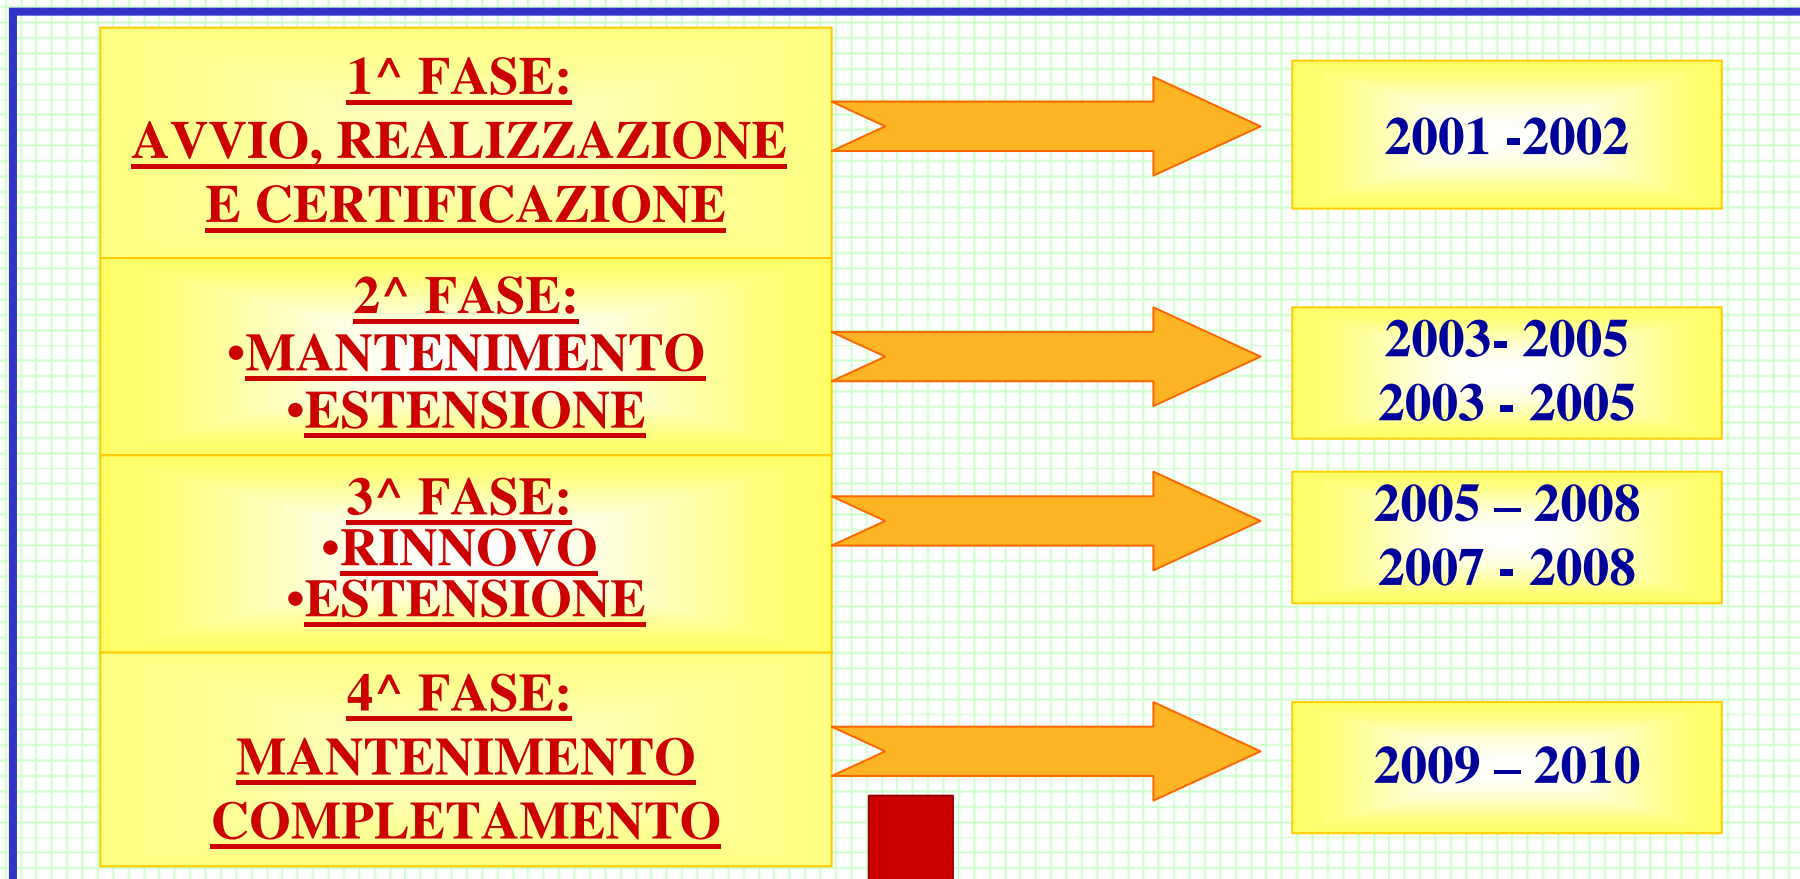 1^ FASE:
AVVIO, REALIZZAZIONE
E CERTIFICAZIONE
2001 -2002
2^ FASE:
•MANTENIMENTO
•ESTENSIONE
2003- 2005
2003 - 2005
3^ FASE:
•RINNOVO
•ESTENSIONE
2005 – 2008
2007 - 2008
4^ FASE:
MANTENIMENTO
COMPLETAMENTO
2009 – 2010